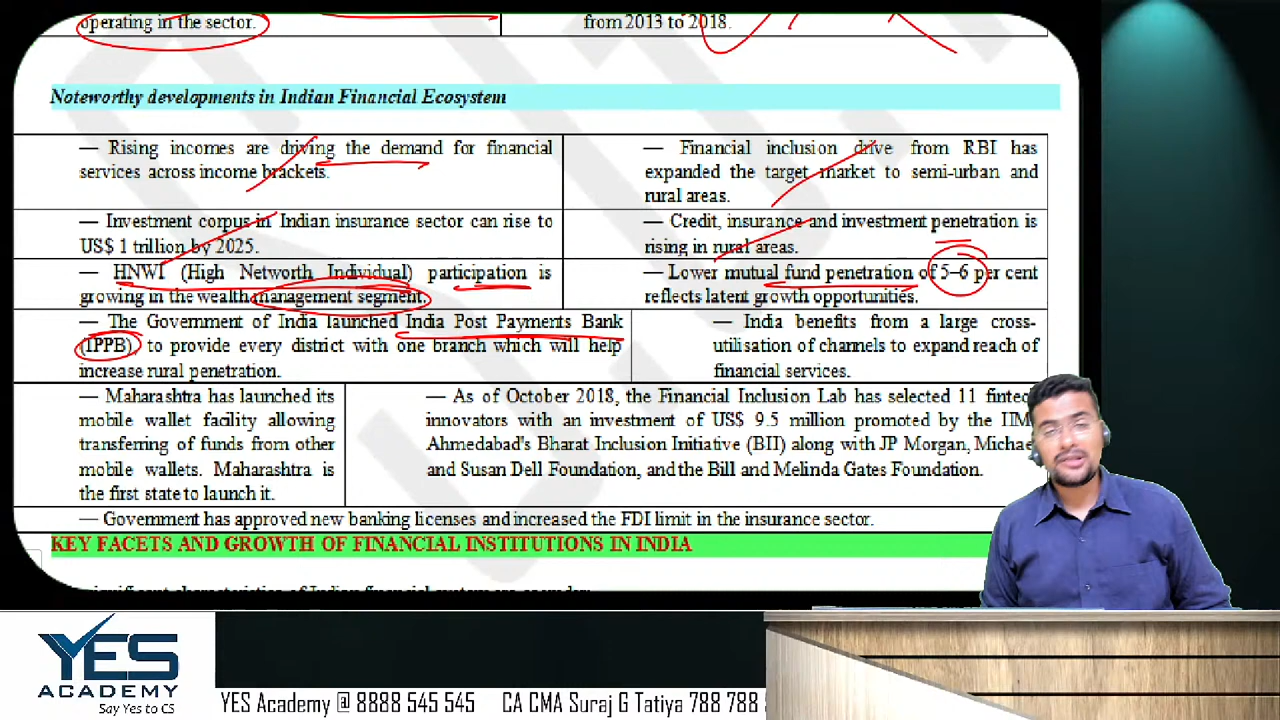 operating in the sector.
from 2013 to 2018.
Noteworthy developments in Indian Financial Ecosystem
— Rising incomes are driving the demand for financial
services across income brackets.
— Financial inclusion drive from RBI has
expanded the target market to semi-urban and
rural areas.
— Investment corpus in Indian insurance sector can rise to
US$ 1 trillion by 2025.
— Credit, insurance and investment penetration is
rising in rural areas.
— HNWI (High Networth Individual) participation is
growing in the wealth management segment.
— Lower mutual fund penetration of 5–6 per cent
reflects latent growth opportunities.
— The Government of India launched India Post Payments Bank
(IPPB), to provide every district with one branch which will help
increase rural penetration.
— India benefits from a large cross-
utilisation of channels to expand reach of
financial services.
— Maharashtra has launched its
mobile wallet facility allowing
transferring of funds from other
mobile wallets. Maharashtra is
the first state to launch it.
— As of October 2018, the Financial Inclusion Lab has selected 11
innovators with an investment of US$ 9.5 million promoted by the
Ahmedabad's Bharat Inclusion Initiative (BII) along with JP Morgan,
and Susan Dell Foundation, and the Bill and Melinda Gates Foundation.
— Government has approved new banking licenses and increased the FDI limit in the insurance sector.
KEY FACETS AND GROWTH OF FINANCIAL INSTITUTIONS IN INDIA
YES
ACADEMY
Say Yes to CS
YES Academy @ 8888 545 545 CA CMA Suraj G Tatiya 788 788